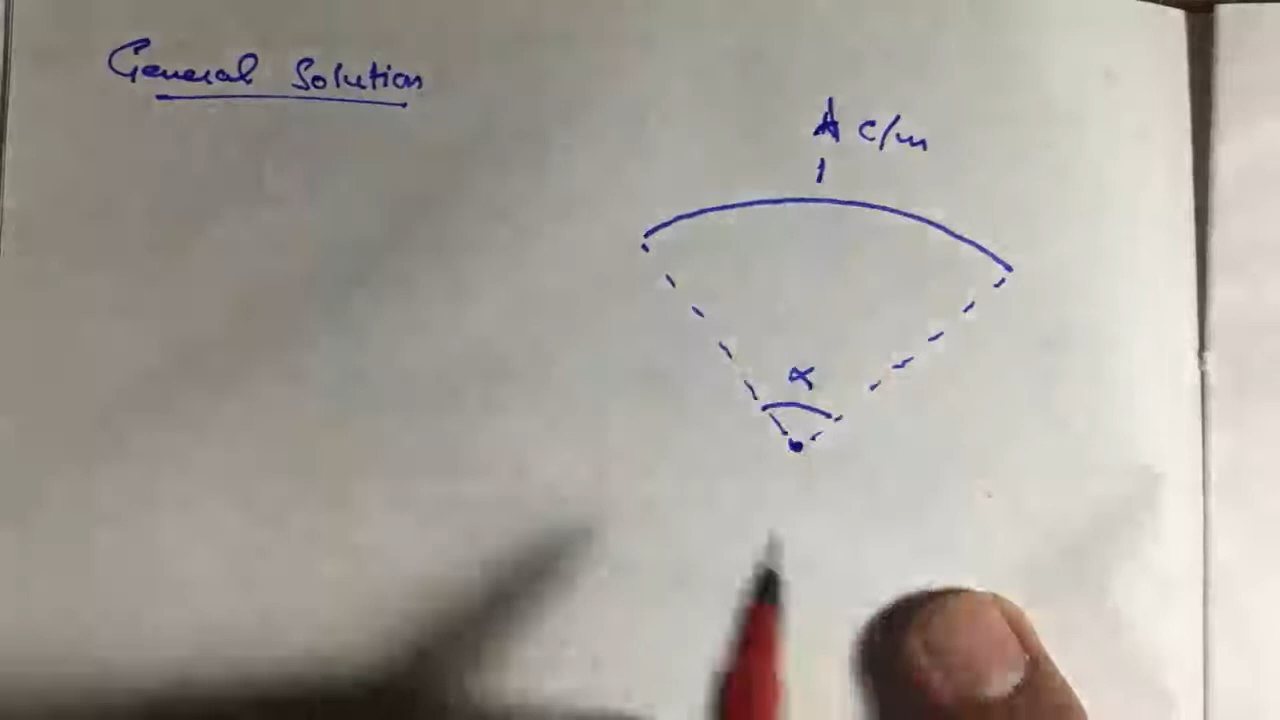 General Solution
λ c/m
α